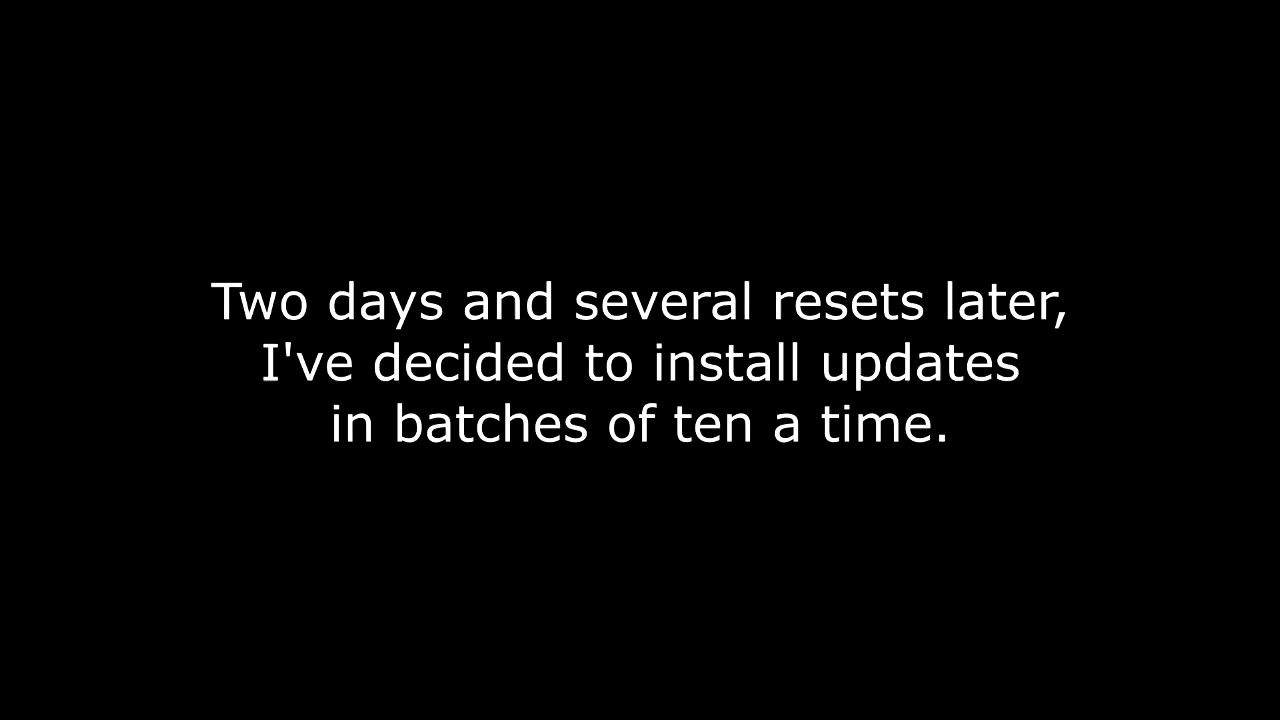 Two days and several resets later,
I've decided to install updates
in batches of ten a time.